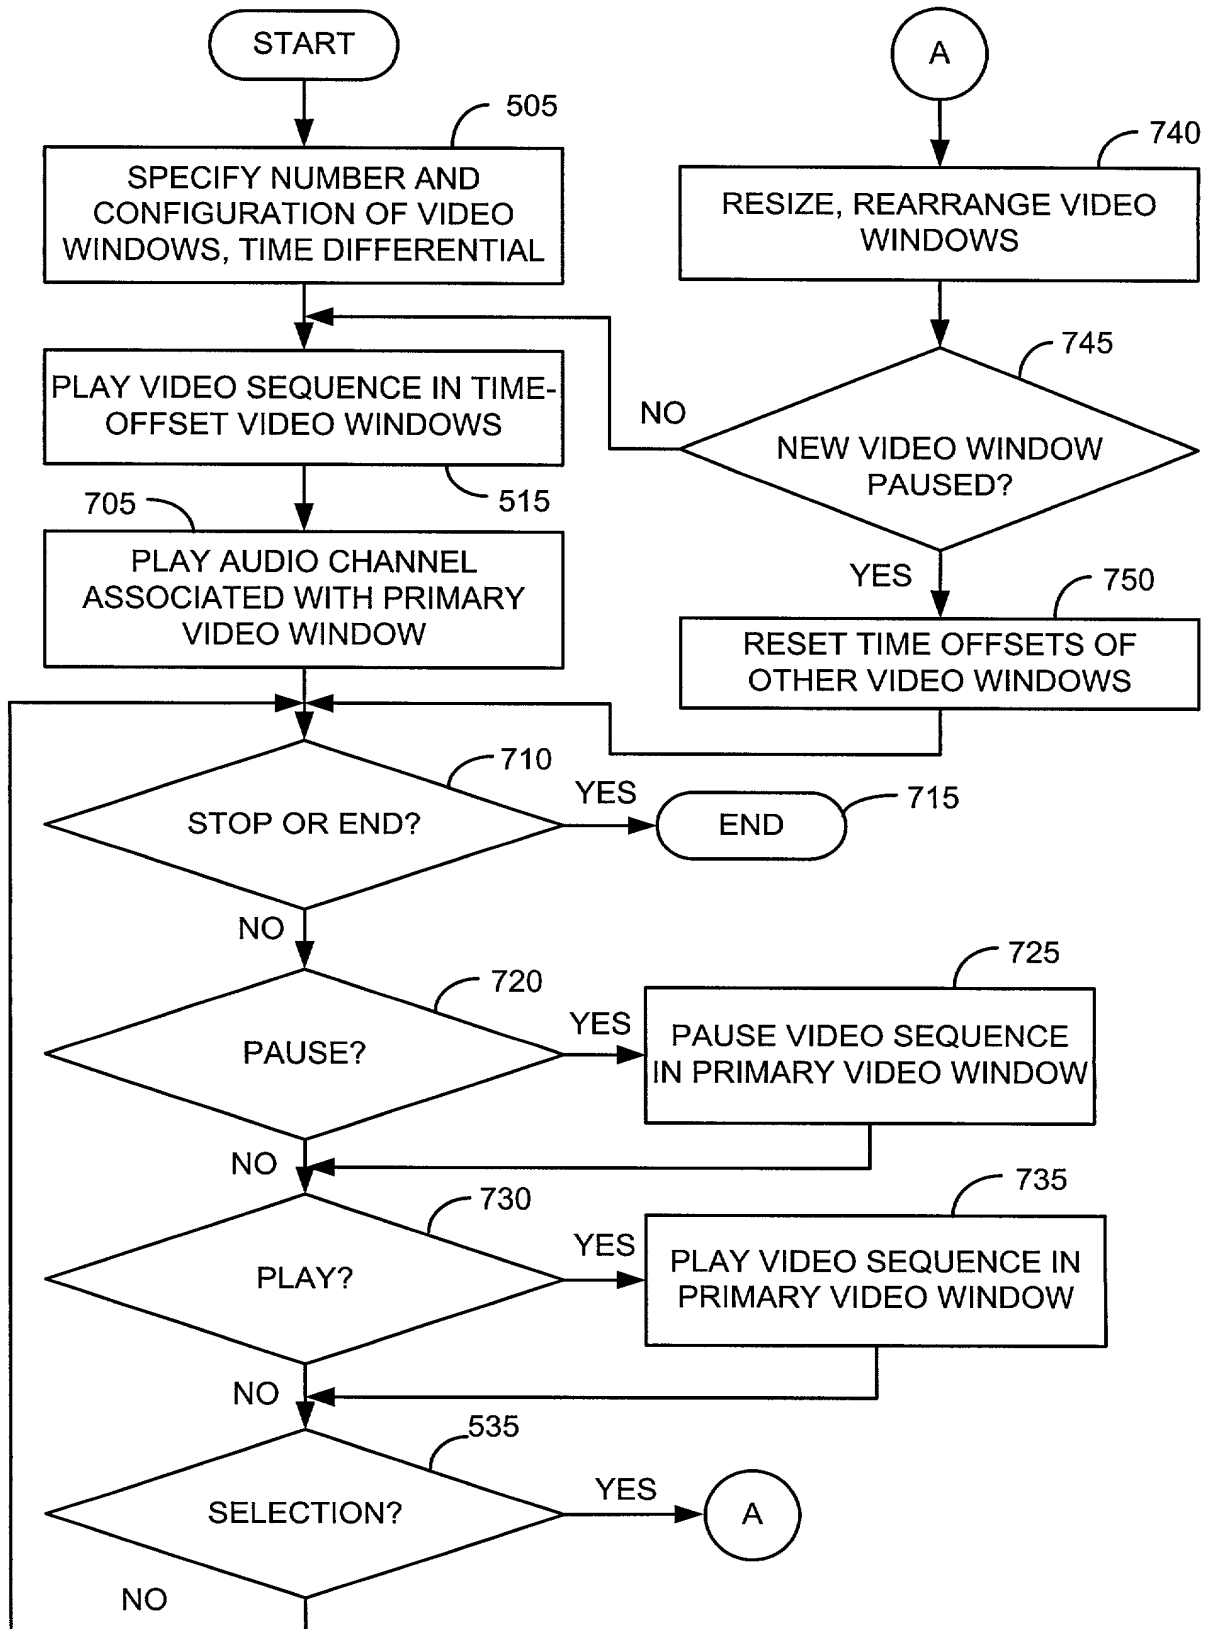 START
505
SPECIFY NUMBER AND
CONFIGURATION OF VIDEO
WINDOWS, TIME DIFFERENTIAL
PLAY VIDEO SEQUENCE IN TIME-
OFFSET VIDEO WINDOWS
515
705
PLAY AUDIO CHANNEL
ASSOCIATED WITH PRIMARY
VIDEO WINDOW
710
STOP OR END?
YES
END
715
NO
720
PAUSE?
YES
725
PAUSE VIDEO SEQUENCE
IN PRIMARY VIDEO WINDOW
NO
730
PLAY?
YES
735
PLAY VIDEO SEQUENCE IN
PRIMARY VIDEO WINDOW
NO
535
SELECTION?
YES
A
NO
A
740
RESIZE, REARRANGE VIDEO
WINDOWS
745
NEW VIDEO WINDOW
PAUSED?
NO
YES
750
RESET TIME OFFSETS OF
OTHER VIDEO WINDOWS